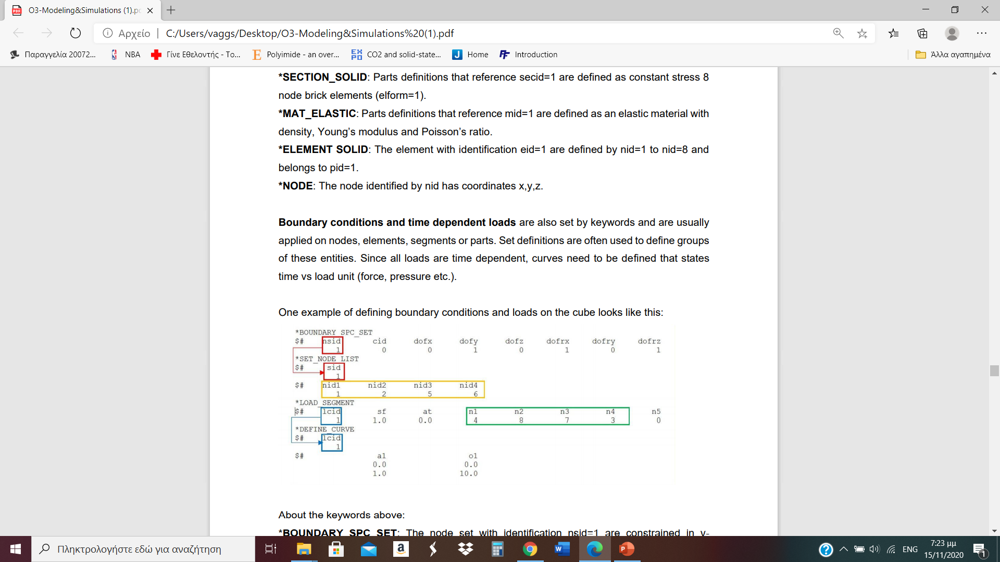 O3-Modeling&Simulations (1).pd
Αρχείο | C:/Users/vaggs/Desktop/O3-Modeling&Simulations%20(1).pdf
Παραγγελία 20072... NBA Γίνε Εθελοντής - Το... Polyimide - an over... CO2 and solid-state... Home Introduction Άλλα αγαπημένα
*SECTION_SOLID: Parts definitions that reference secid=1 are defined as constant stress 8
node brick elements (elform=1).
*MAT_ELASTIC: Parts definitions that reference mid=1 are defined as an elastic material with
density, Young’s modulus and Poisson’s ratio.
*ELEMENT SOLID: The element with identification eid=1 are defined by nid=1 to nid=8 and
belongs to pid=1.
*NODE: The node identified by nid has coordinates x,y,z.
Boundary conditions and time dependent loads are also set by keywords and are usually
applied on nodes, elements, segments or parts. Set definitions are often used to define groups
of these entities. Since all loads are time dependent, curves need to be defined that states
time vs load unit (force, pressure etc.).
One example of defining boundary conditions and loads on the cube looks like this:
*BOUNDARY_SPC_SET
$# nsid cid dofx dofy dofz dofrx dofry dofrz
1 0 0 1 0 1 0 1
*SET_NODE_LIST
$# sid
1
$# nid1 nid2 nid3 nid4
1 2 5 6
*LOAD_SEGMENT
$# lcid sf at n1 n2 n3 n4 n5
1 1.0 0.0 4 8 7 3 0
*DEFINE_CURVE
$# lcid
1
$# a1 o1
0.0 0.0
1.0 10.0
About the keywords above:
*BOUNDARY_SPC_SET: The node set with identification nsid=1 are constrained in y-
Πληκτρολογήστε εδώ για αναζήτηση
ENG
7:23 μμ
15/11/2020
1